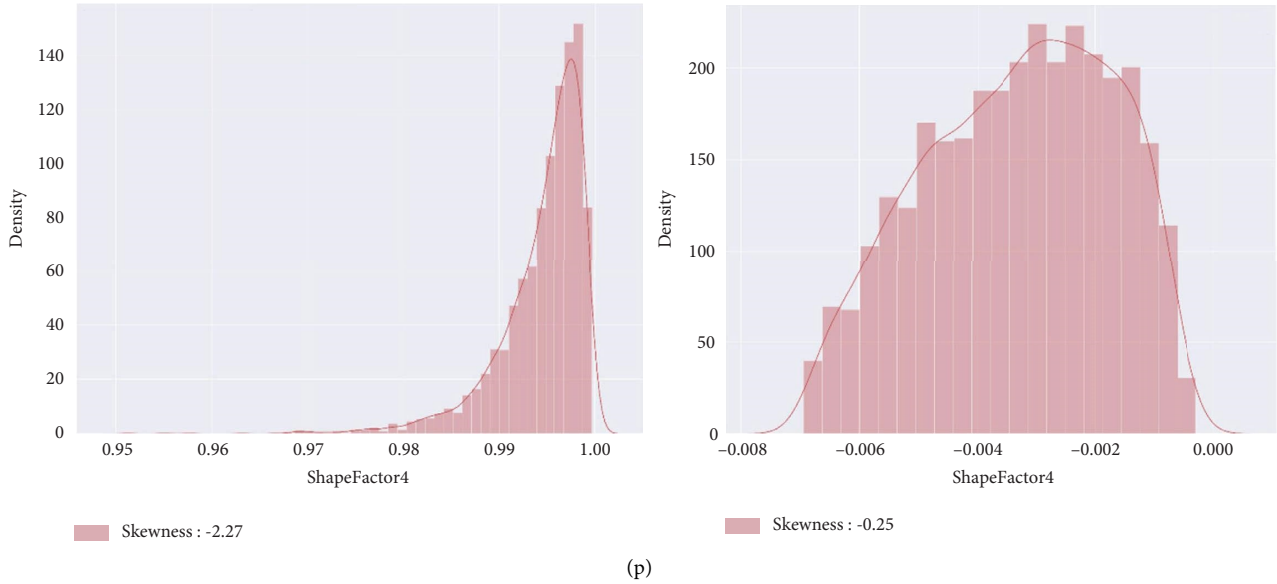 140
120
100
80
60
40
20
0
Density
0.95 0.96 0.97 0.98 0.99 1.00
ShapeFactor4
Skewness : -2.27
200
150
100
50
0
Density
−0.008 −0.006 −0.004 −0.002 0.000
ShapeFactor4
Skewness : -0.25
(p)